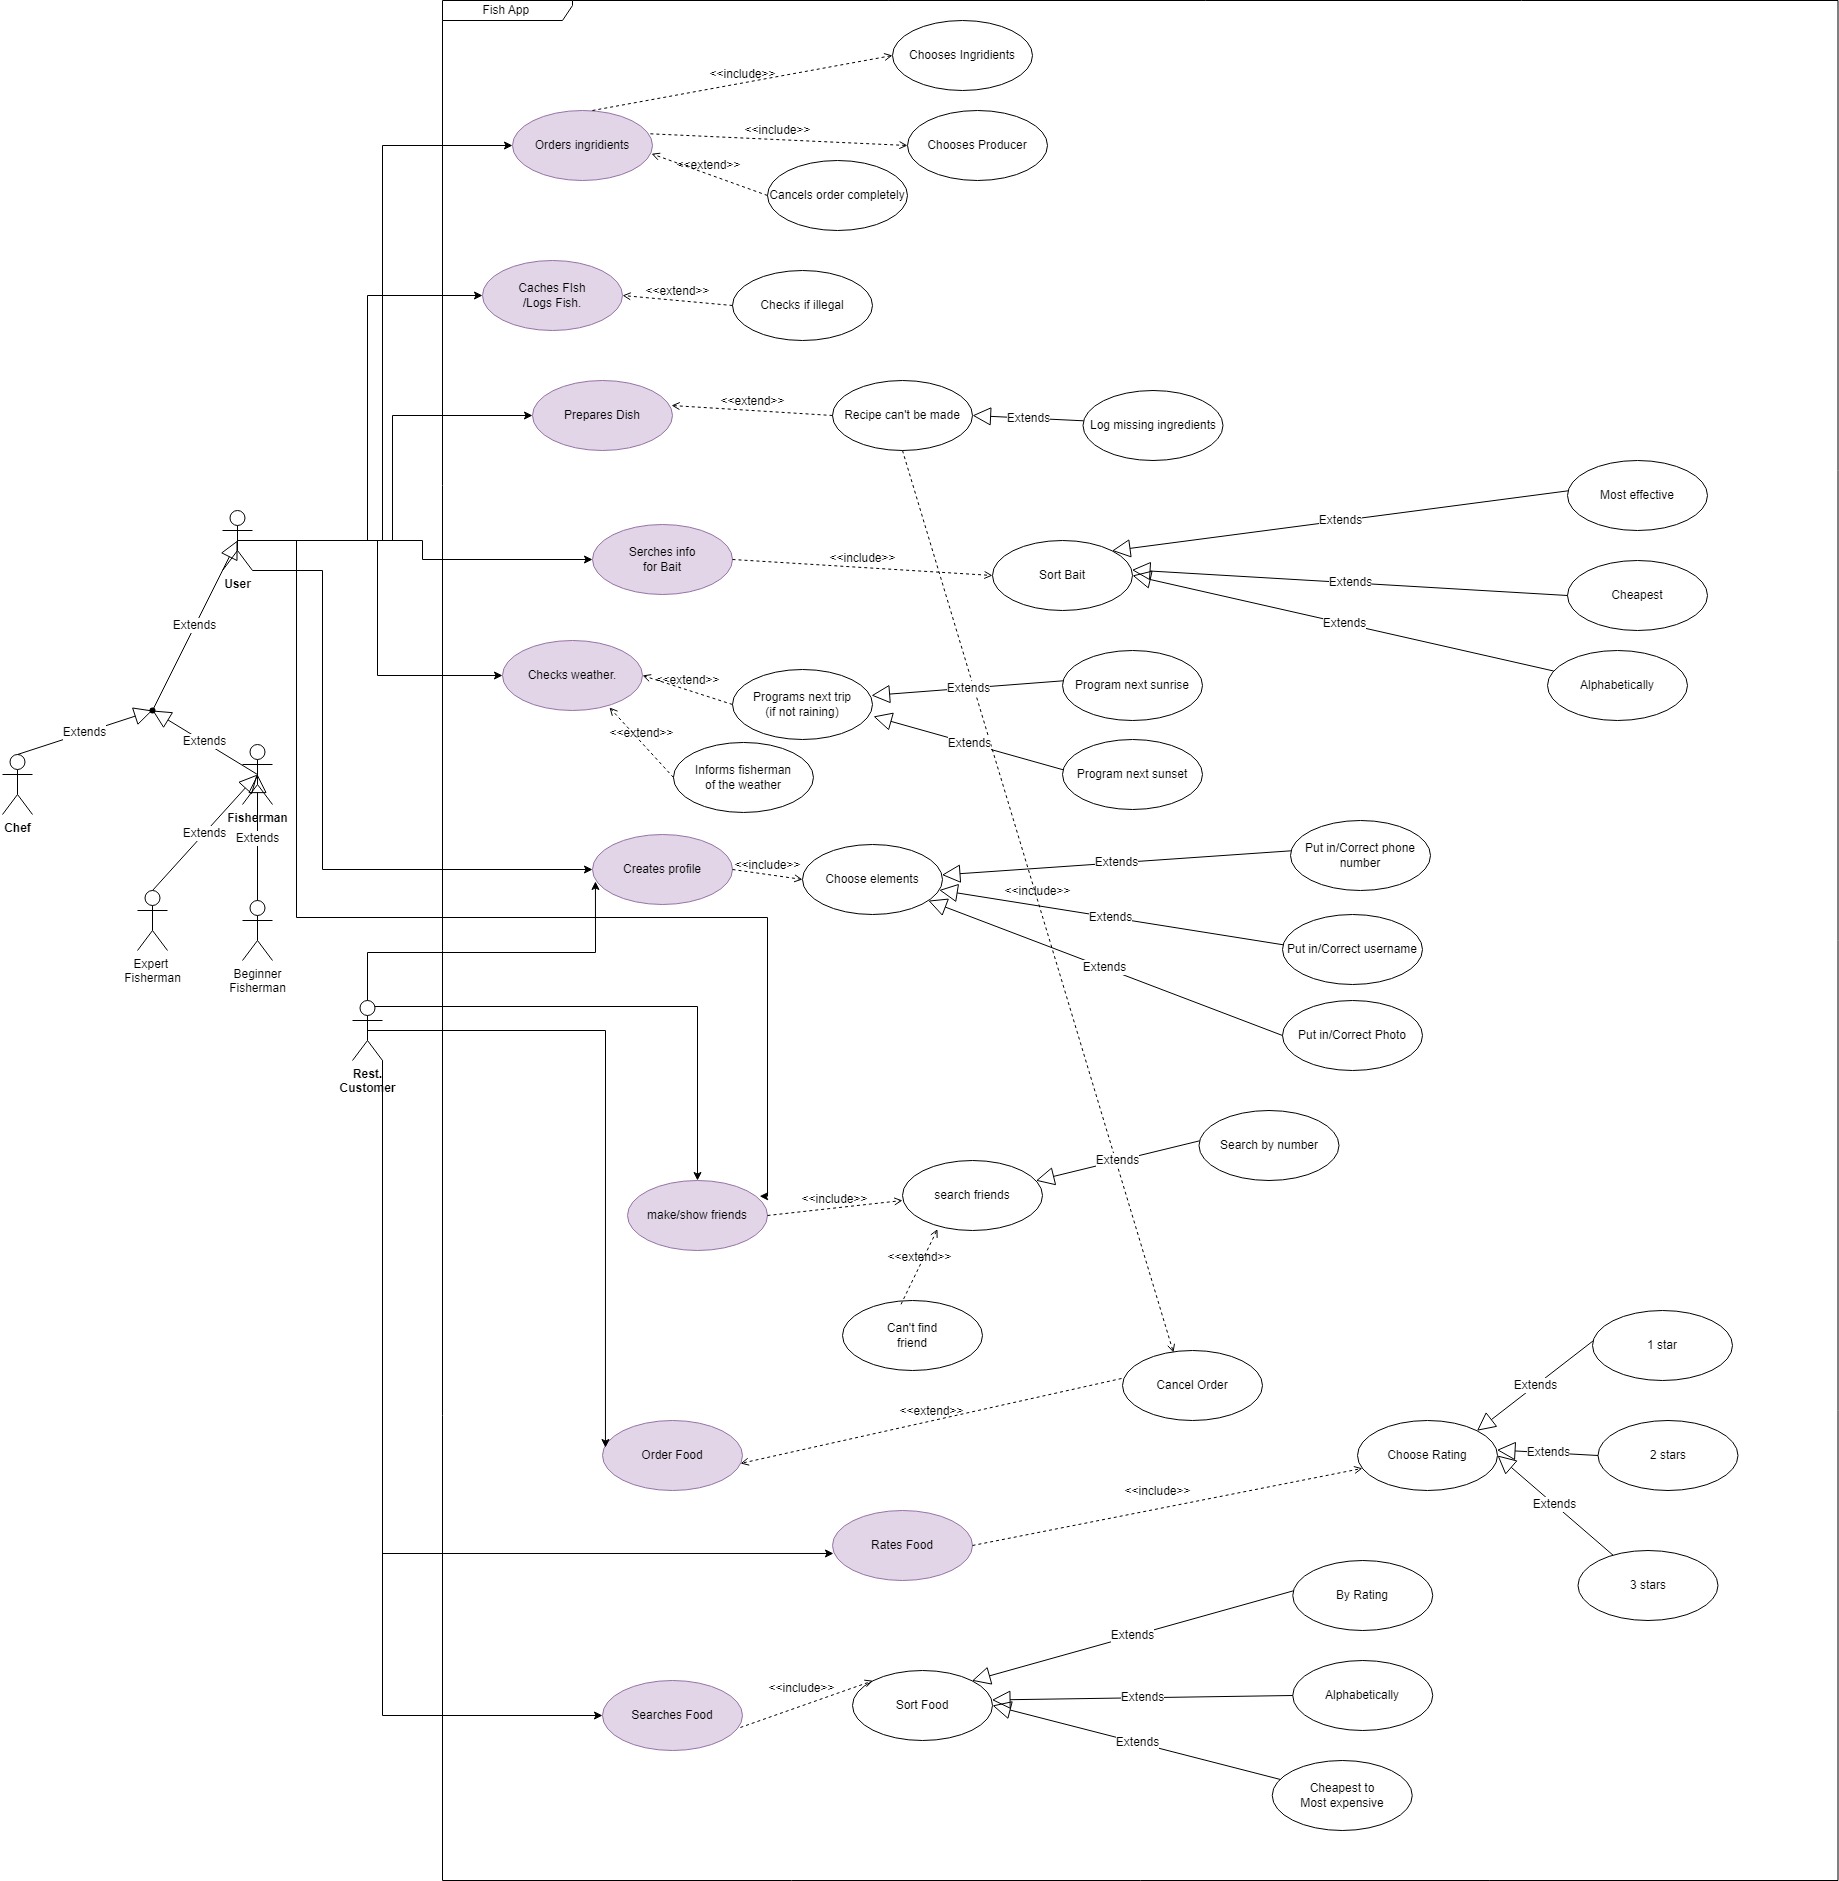 Fish App
Chooses Ingridients
<<include>>
Orders ingridients
<<include>>
Chooses Producer
<<extend>>
Cancels order completely
Caches FIsh
/Logs Fish.
<<extend>>
Checks if illegal
Prepares Dish
<<extend>>
Recipe can't be made
Extends
Log missing ingredients
Most effective
Extends
User
Serches info
for Bait
<<include>>
Sort Bait
Extends
Cheapest
Extends
Alphabetically
Extends
Checks weather.
<<extend>>
Programs next trip
(if not raining)
Extends
Program next sunrise
Extends
Program next sunset
<<extend>>
Informs fisherman
of the weather
Extends
Extends
Chef
Fisherman
Extends
Extends
Expert
Fisherman
Beginner
Fisherman
Creates profile
<<include>>
Choose elements
Extends
Put in/Correct phone
number
<<include>>
Extends
Put in/Correct username
Extends
Put in/Correct Photo
Rest.
Customer
make/show friends
<<include>>
search friends
Extends
Search by number
<<extend>>
Can't find
friend
Cancel Order
<<extend>>
Order Food
1 star
Extends
Choose Rating
Extends
2 stars
Extends
3 stars
<<include>>
Rates Food
By Rating
Extends
Searches Food
<<include>>
Sort Food
Extends
Alphabetically
Extends
Cheapest to
Most expensive